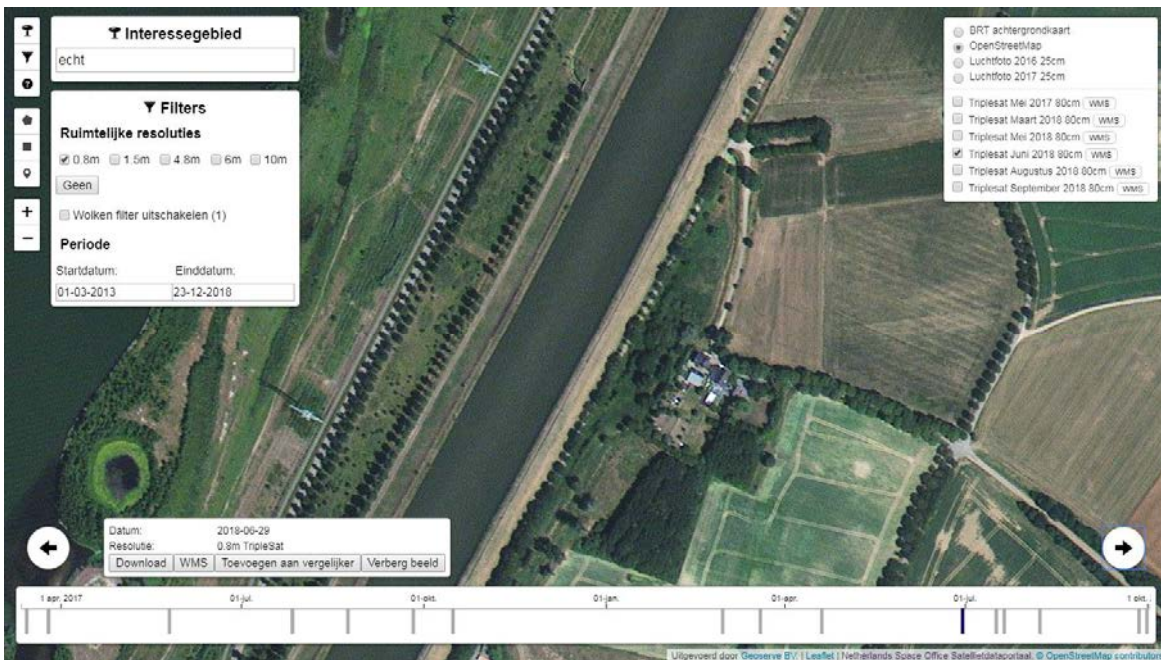 Interessegebied
echt
Filters
Ruimtelijke resoluties
0.8m 1.5m 4.8m 6m 10m
Geen
Wolken filter uitschakelen (1)
Periode
Startdatum: Einddatum:
01-03-2013 23-12-2018
BRT achtergrondkaart
OpenStreetMap
Luchtfoto 2016 25cm
Luchtfoto 2017 25cm
Triplesat Mei 2017 80cm WMS
Triplesat Maart 2018 80cm WMS
Triplesat Mei 2018 80cm WMS
Triplesat Juni 2018 80cm WMS
Triplesat Augustus 2018 80cm WMS
Triplesat September 2018 80cm WMS
Datum: 2018-06-29
Resolutie: 0.8m TripleSat
Download WMS Toevoegen aan vergelijker Verberg beeld
1 apr. 2017 01-jul. 01-okt. 01-jan. 01-apr. 01-jul. 1 okt.
Uitgevoerd door Geoserve BV. | Leaflet | Netherlands Space Office Satellietdataportaal. © OpenStreetMap contributors